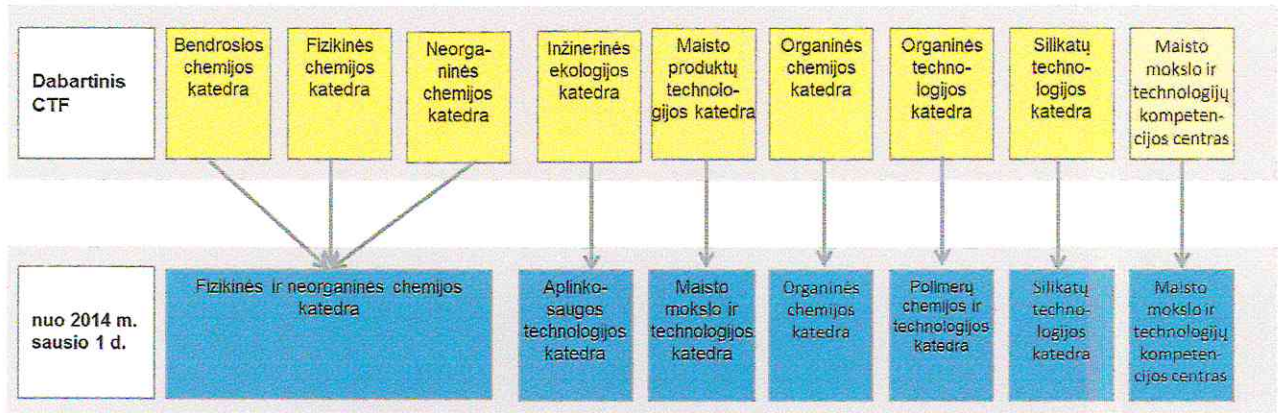 Dabartinis
CTF
Bendrosios
chemijos
katedra
Fizikinės
chemijos
katedra
Neorga-
ninės
chemijos
katedra
Inžinerinės
ekologijos
katedra
Maisto
produktų
technolo-
gijos katedra
Organinės
chemijos
katedra
Organinės
techno-
logijos
katedra
Silikatų
techno-
logijos
katedra
Maisto
mokslo ir
technologijų
kompeten-
cijos centras
nuo 2014 m.
sausio 1 d.
Fizikinės ir neorganinės chemijos
katedra
Aplinko-
saugos
technologijos
katedra
Maisto
mokslo ir
technologijos
katedra
Organinės
chemijos
katedra
Polimerų
chemijos ir
technologijos
katedra
Silikatų
techno-
logijos
katedra
Maisto
mokslo ir
technologijų
kompeten-
cijos centras